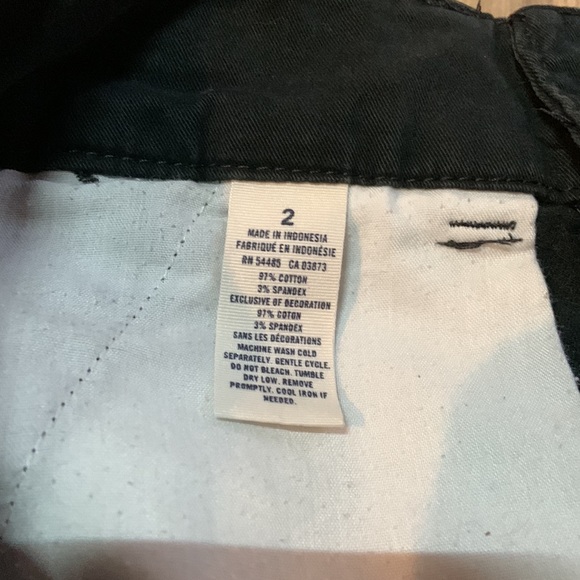 2
MADE IN INDONESIA
FABRIQUÉ EN INDONÉSIE
RN 54485 CA 03673
97% COTTON
3% SPANDEX
EXCLUSIVE OF DECORATION
97% COTON
3% SPANDEX
SANS LES DÉCORATIONS
MACHINE WASH COLD
SEPARATELY. GENTLE CYCLE.
DO NOT BLEACH. TUMBLE
DRY LOW. REMOVE
PROMPTLY. COOL IRON IF
NEEDED.